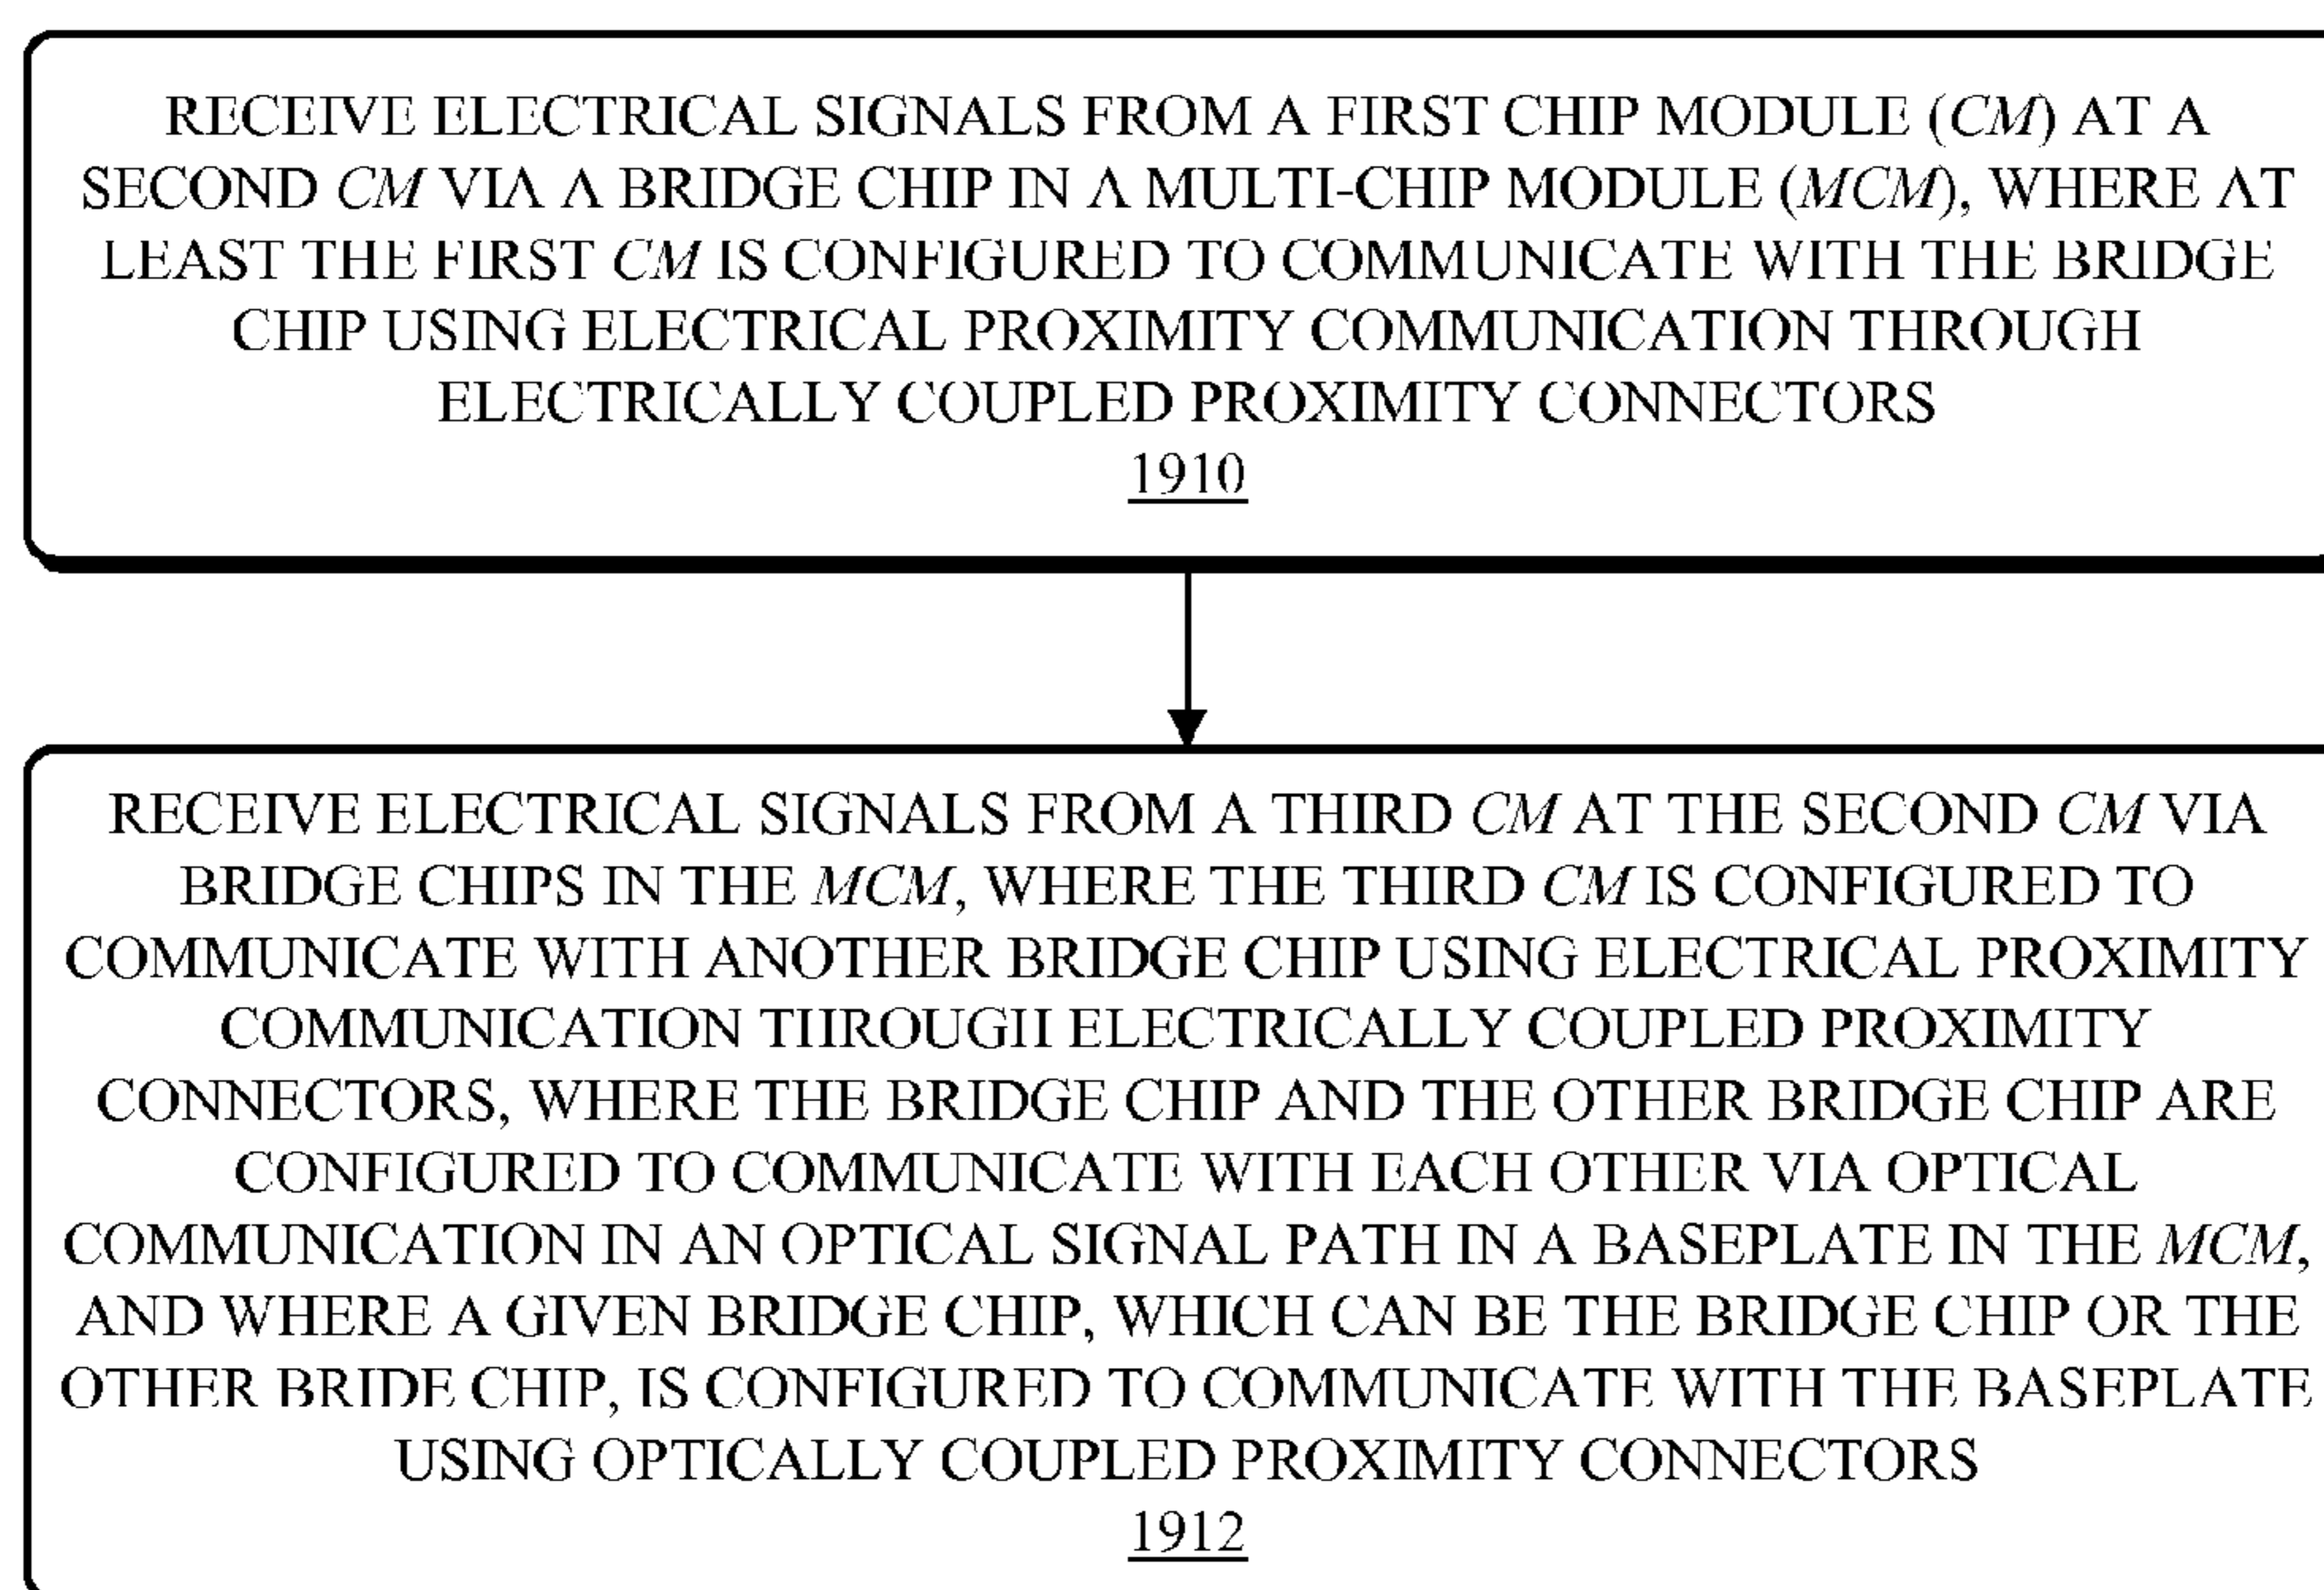 RECEIVE ELECTRICAL SIGNALS FROM A FIRST CHIP MODULE (CM) AT A
SECOND CM VIA A BRIDGE CHIP IN A MULTI-CHIP MODULE (MCM), WHERE AT
LEAST THE FIRST CM IS CONFIGURED TO COMMUNICATE WITH THE BRIDGE
CHIP USING ELECTRICAL PROXIMITY COMMUNICATION THROUGH
ELECTRICALLY COUPLED PROXIMITY CONNECTORS
1910
RECEIVE ELECTRICAL SIGNALS FROM A THIRD CM AT THE SECOND CM VIA
BRIDGE CHIPS IN THE MCM, WHERE THE THIRD CM IS CONFIGURED TO
COMMUNICATE WITH ANOTHER BRIDGE CHIP USING ELECTRICAL PROXIMITY
COMMUNICATION THROUGH ELECTRICALLY COUPLED PROXIMITY
CONNECTORS, WHERE THE BRIDGE CHIP AND THE OTHER BRIDGE CHIP ARE
CONFIGURED TO COMMUNICATE WITH EACH OTHER VIA OPTICAL
COMMUNICATION IN AN OPTICAL SIGNAL PATH IN A BASEPLATE IN THE MCM,
AND WHERE A GIVEN BRIDGE CHIP, WHICH CAN BE THE BRIDGE CHIP OR THE
OTHER BRIDE CHIP, IS CONFIGURED TO COMMUNICATE WITH THE BASEPLATE
USING OPTICALLY COUPLED PROXIMITY CONNECTORS
1912